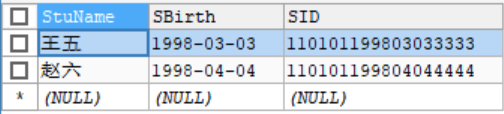 StuName SBirth SID
王五 1998-03-03 110101199803033333
赵六 1998-04-04 110101199804044444
* (NULL) (NULL) (NULL)